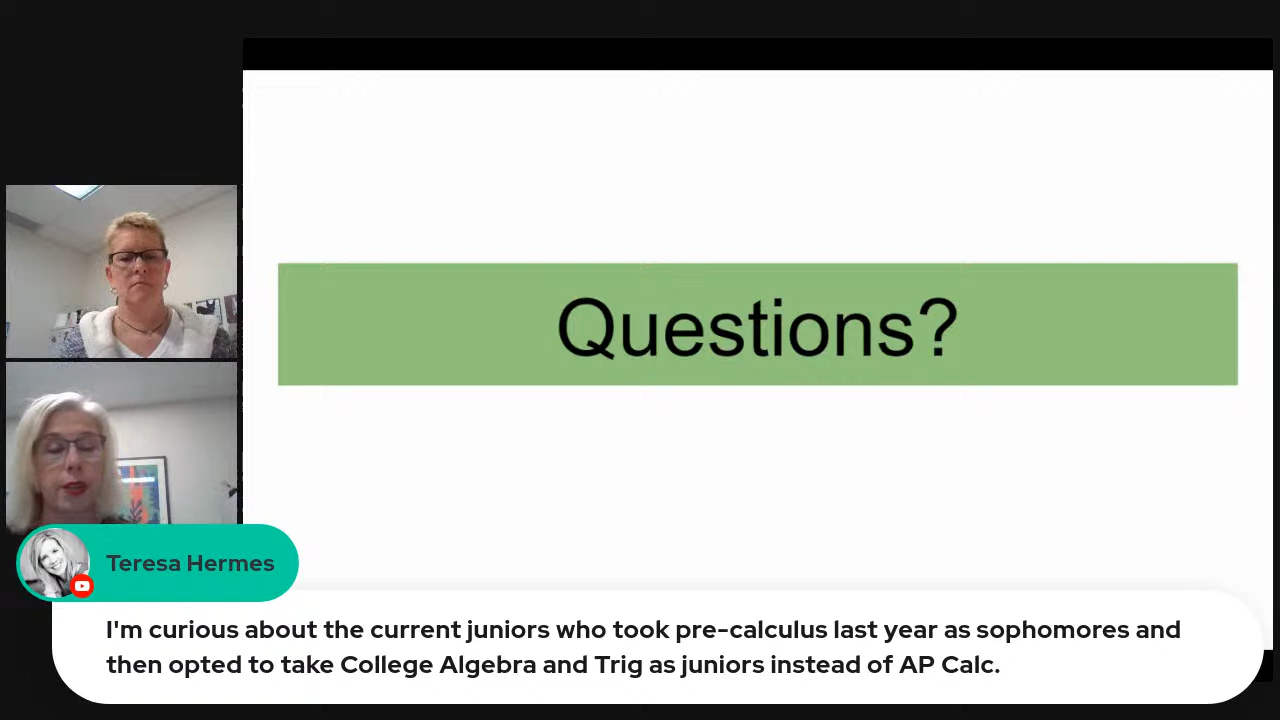 Questions?
Teresa Hermes
I'm curious about the current juniors who took pre-calculus last year as sophomores and
then opted to take College Algebra and Trig as juniors instead of AP Calc.